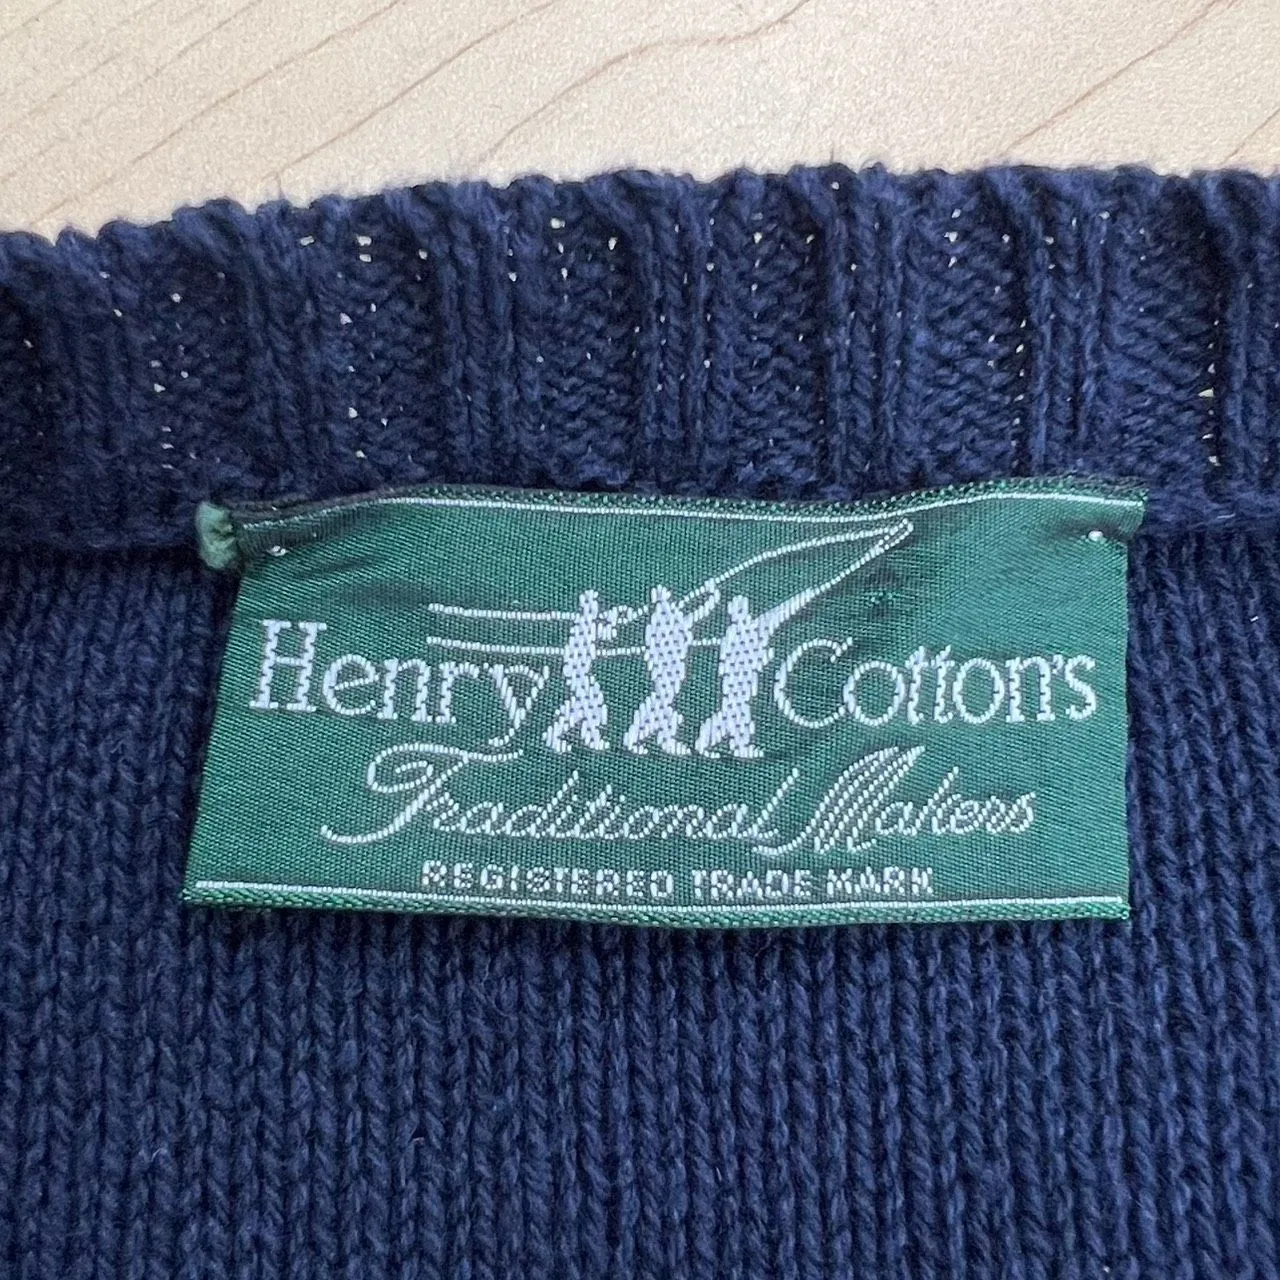 Henry Cotton's
Traditional Makers
REGISTERED TRADE MARK